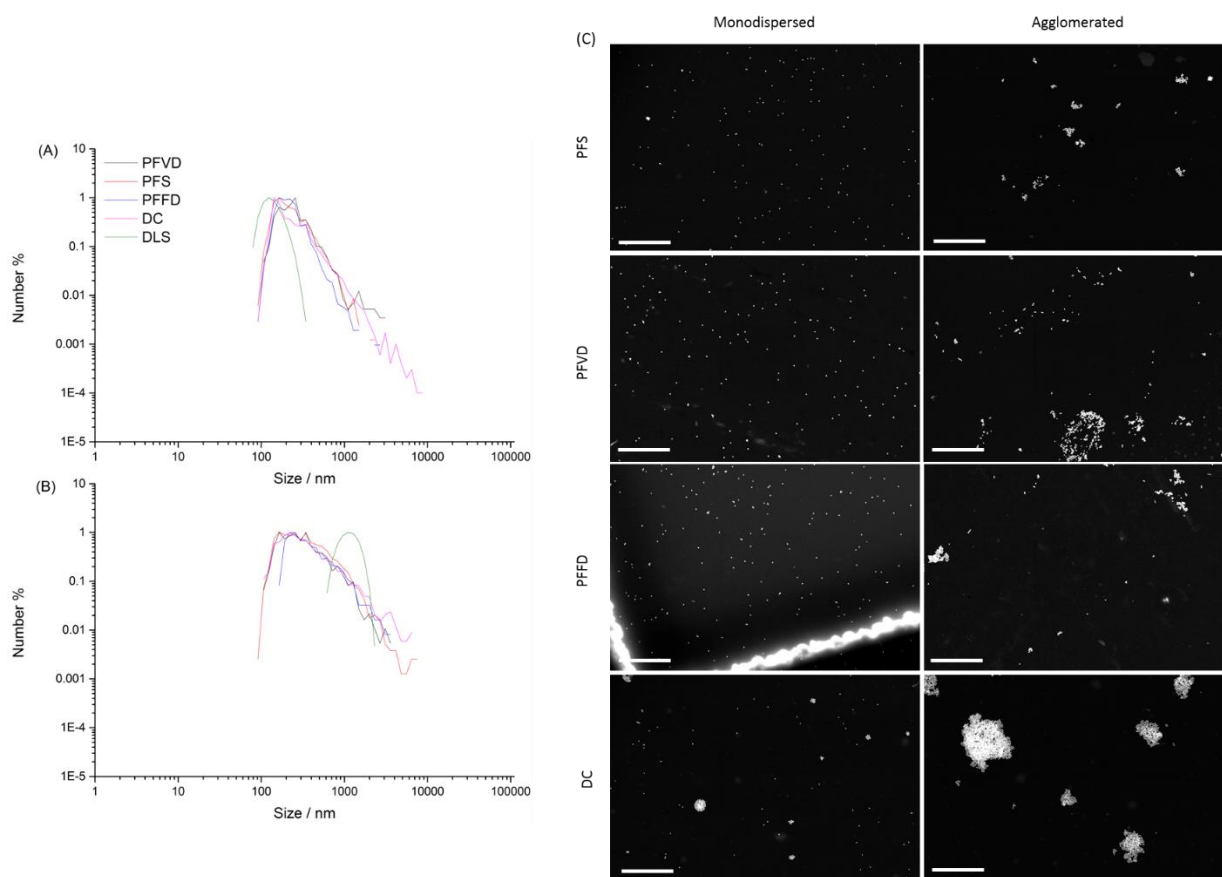 (A)
PFVD
PFS
PFFD
DC
DLS
Number %
1
0.1
0.01
0.001
1E-4
1E-5
1 10 100 1000 10000 100000
Size / nm
(B)
Number %
10
1
0.1
0.01
0.001
1E-4
1E-5
1 10 100 1000 10000 100000
Size / nm
(C)
Monodispersed Agglomerated
PFS
PFVD
PFFD
DC